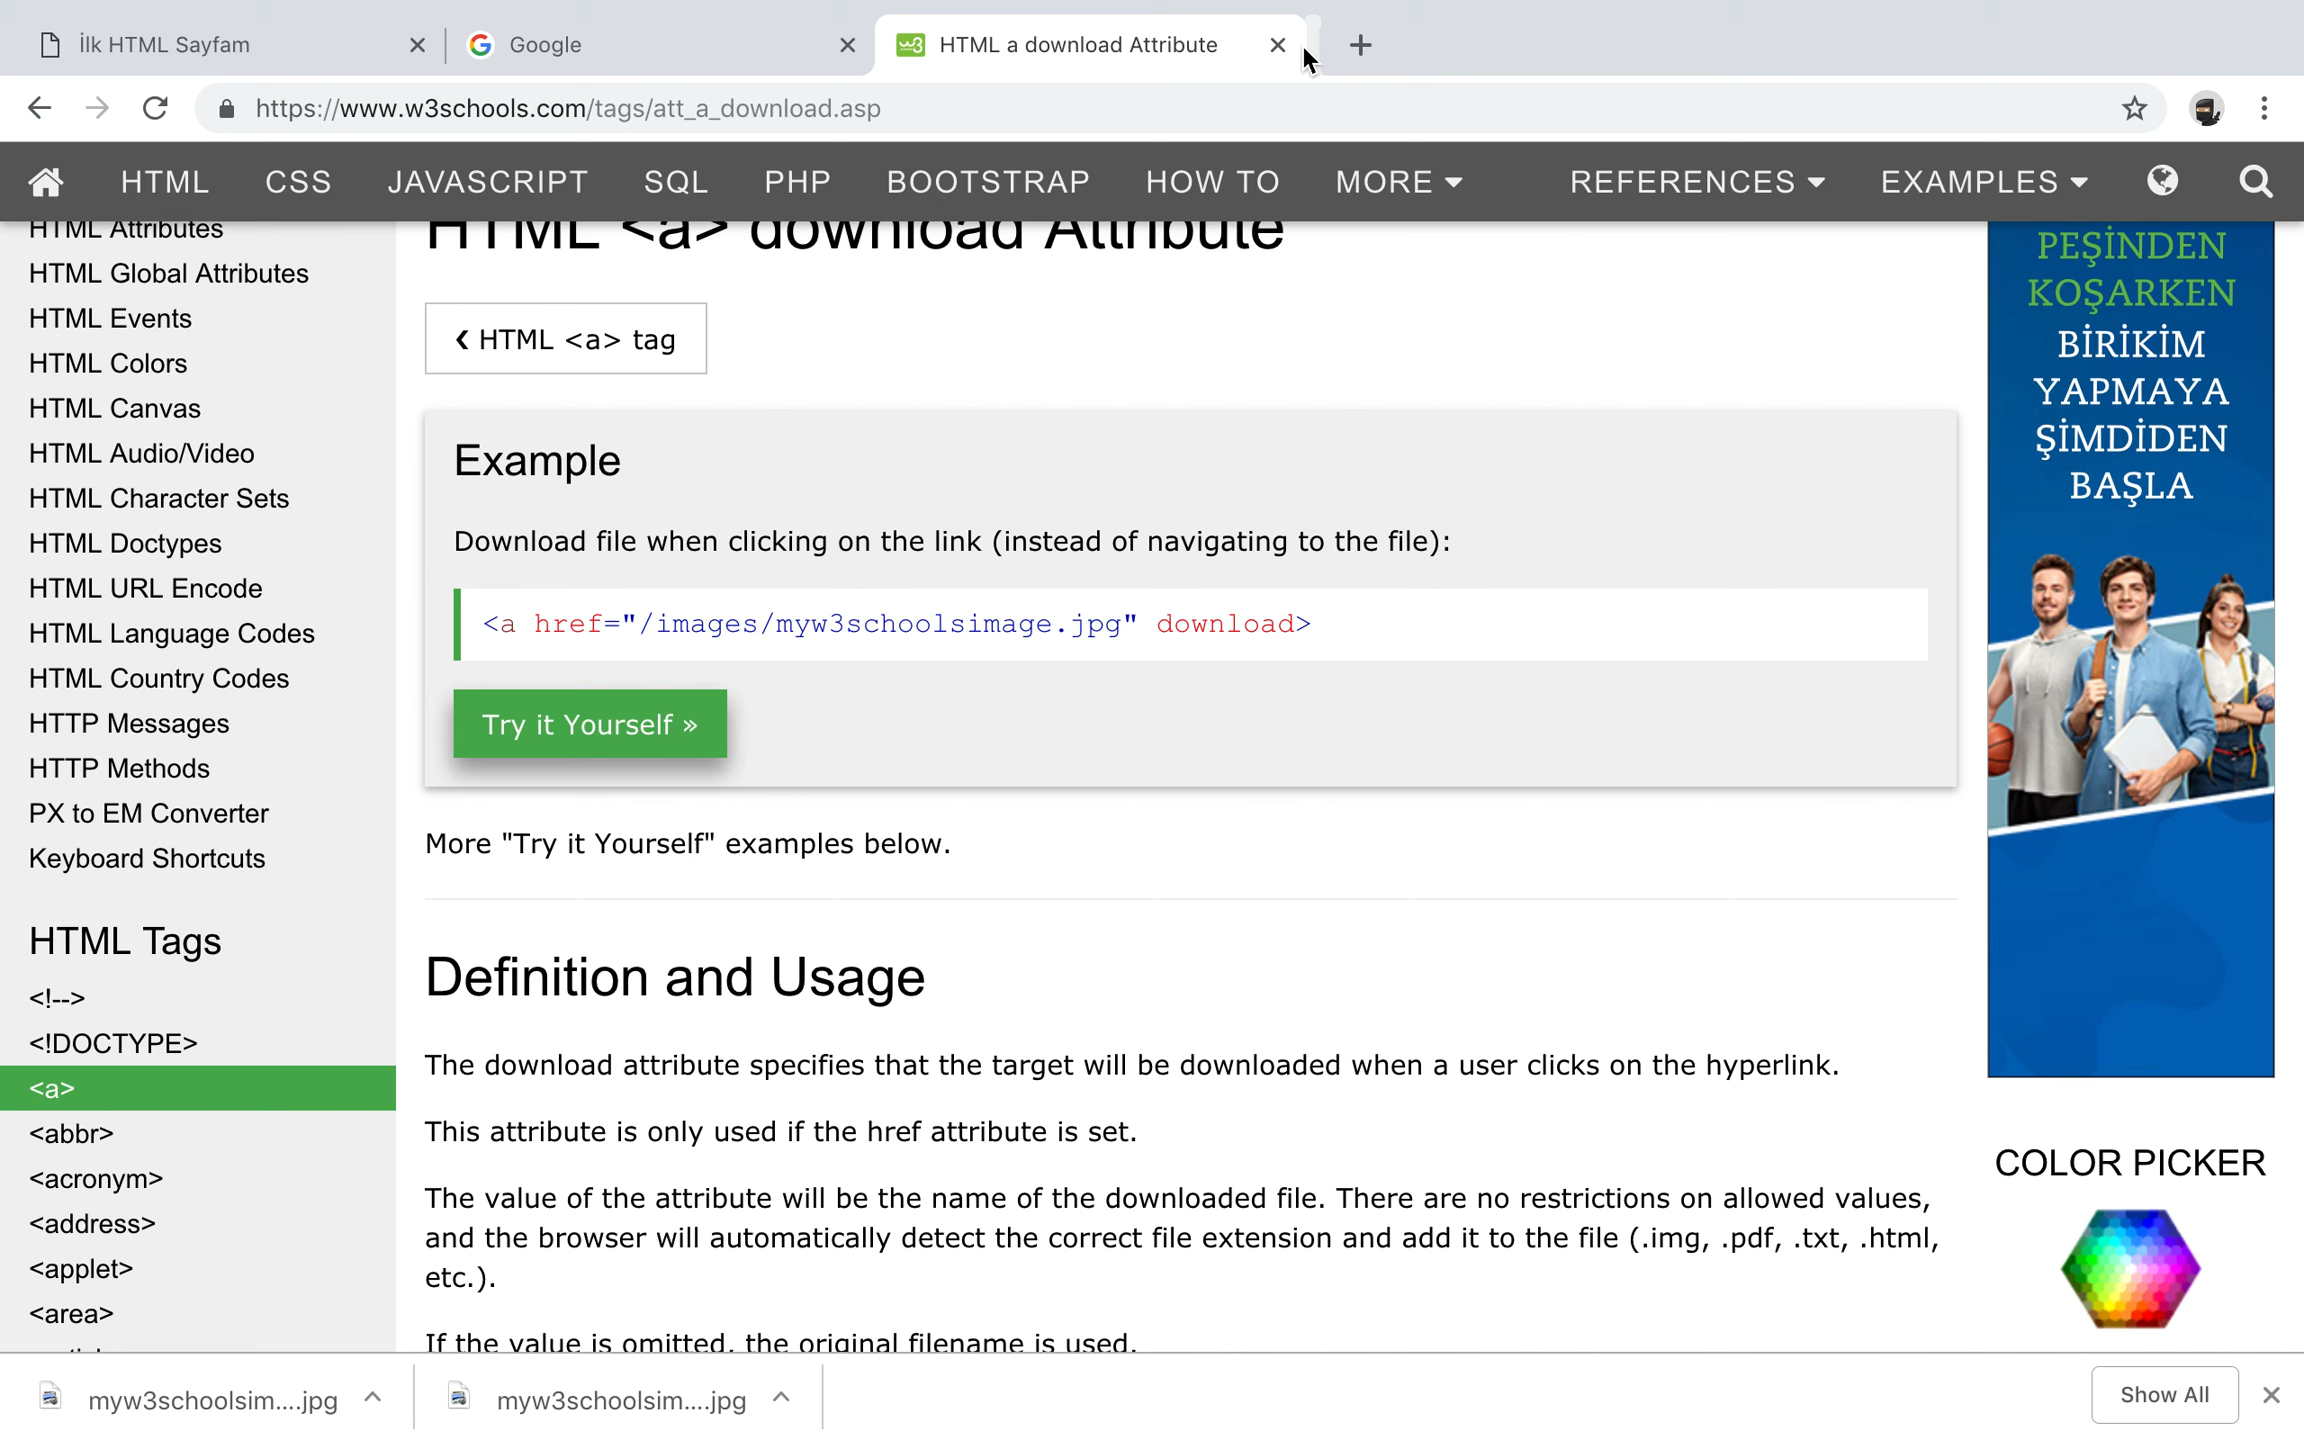 İlk HTML Sayfam
Google
HTML a download Attribute
https://www.w3schools.com/tags/att_a_download.asp
HTML CSS JAVASCRIPT SQL PHP BOOTSTRAP HOW TO MORE REFERENCES EXAMPLES
HTML Attributes
HTML Global Attributes
HTML Events
HTML Colors
HTML Canvas
HTML Audio/Video
HTML Character Sets
HTML Doctypes
HTML URL Encode
HTML Language Codes
HTML Country Codes
HTTP Messages
HTTP Methods
PX to EM Converter
Keyboard Shortcuts
HTML Tags
<!-->
<!DOCTYPE>
<a>
<abbr>
<acronym>
<address>
<applet>
<area>
HTML <a> download Attribute
❮ HTML <a> tag
Example
Download file when clicking on the link (instead of navigating to the file):
<a href="/images/myw3schoolsimage.jpg" download>
Try it Yourself »
More "Try it Yourself" examples below.
Definition and Usage
The download attribute specifies that the target will be downloaded when a user clicks on the hyperlink.
This attribute is only used if the href attribute is set.
The value of the attribute will be the name of the downloaded file. There are no restrictions on allowed values,
and the browser will automatically detect the correct file extension and add it to the file (.img, .pdf, .txt, .html,
etc.).
If the value is omitted, the original filename is used.
PEŞİNDEN
KOŞARKEN
BİRİKİM
YAPMAYA
ŞİMDİDEN
BAŞLA
COLOR PICKER
myw3schoolsim....jpg
myw3schoolsim....jpg
Show All